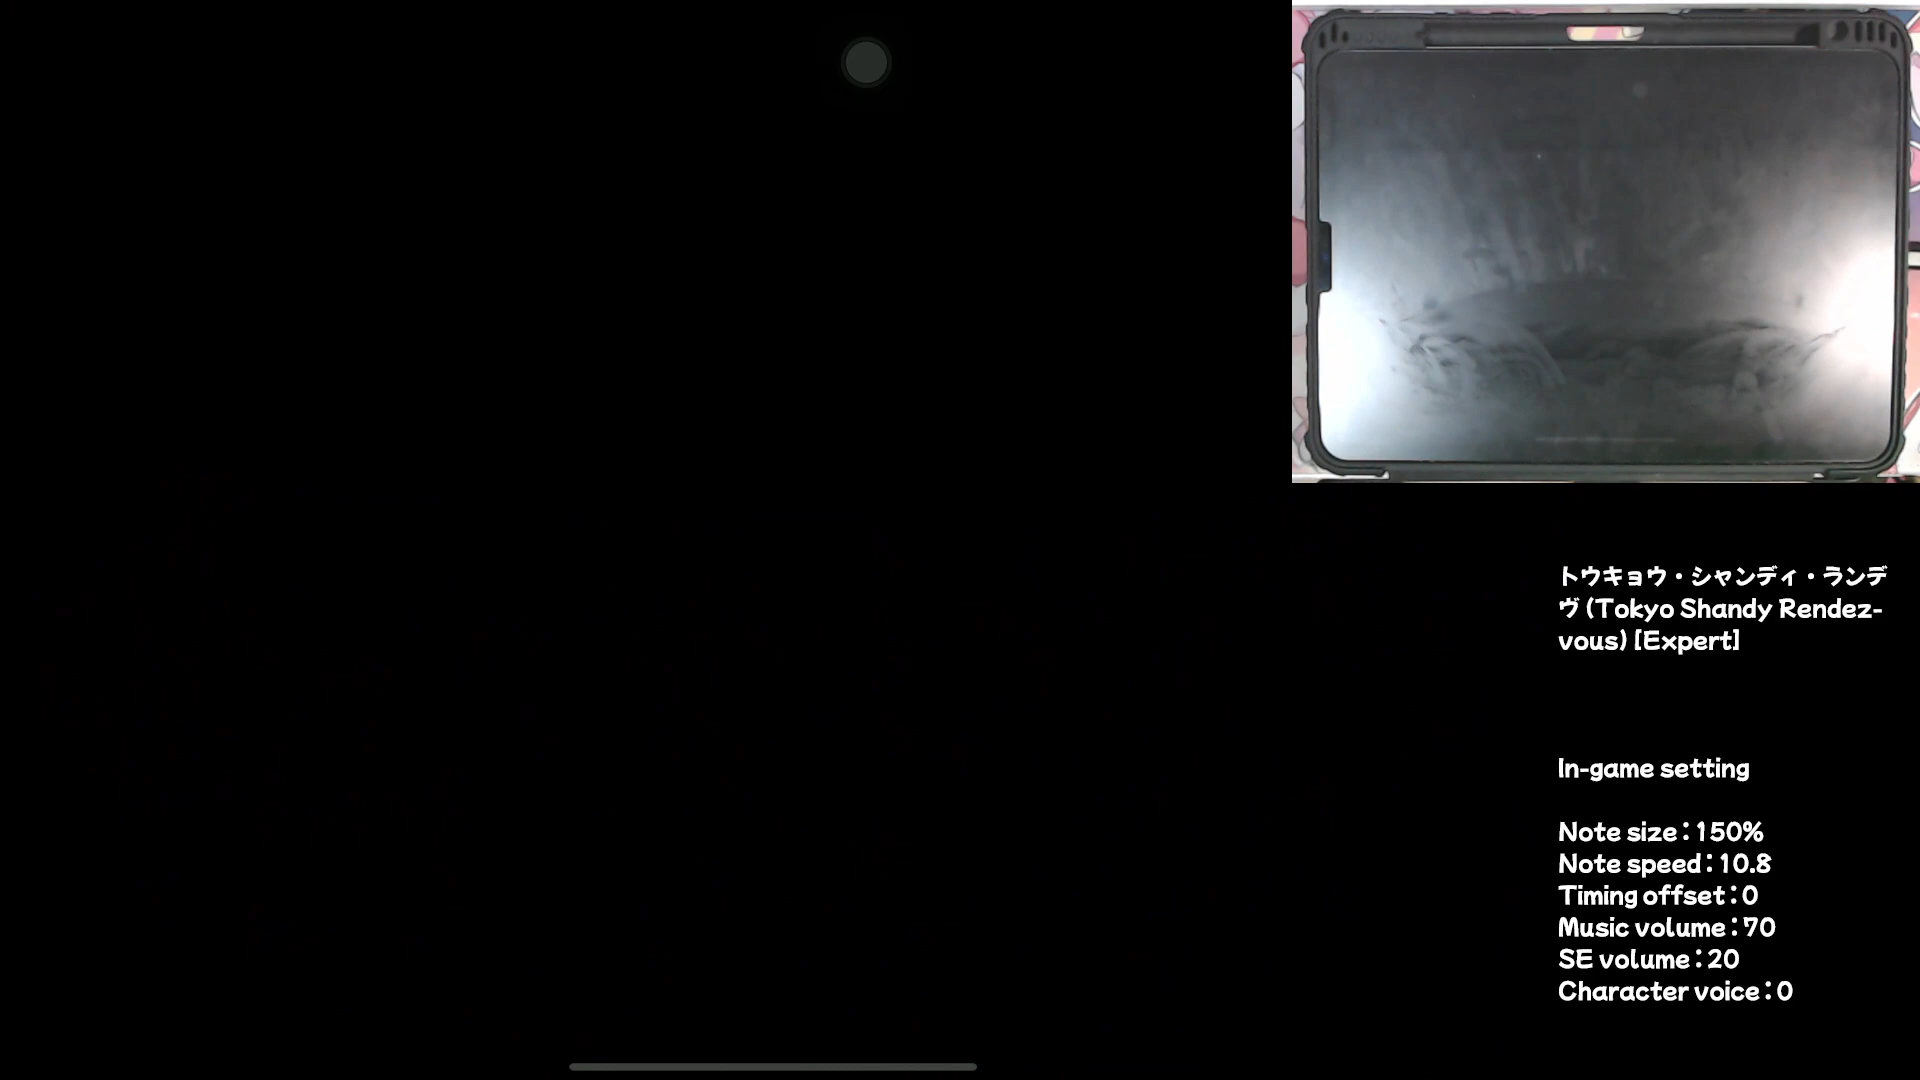 トウキョウ・シャンディ・ランデ
ヴ (Tokyo Shandy Rendez-
vous) [Expert]
In-game setting
Note size : 150%
Note speed : 10.8
Timing offset : 0
Music volume : 70
SE volume : 20
Character voice : 0